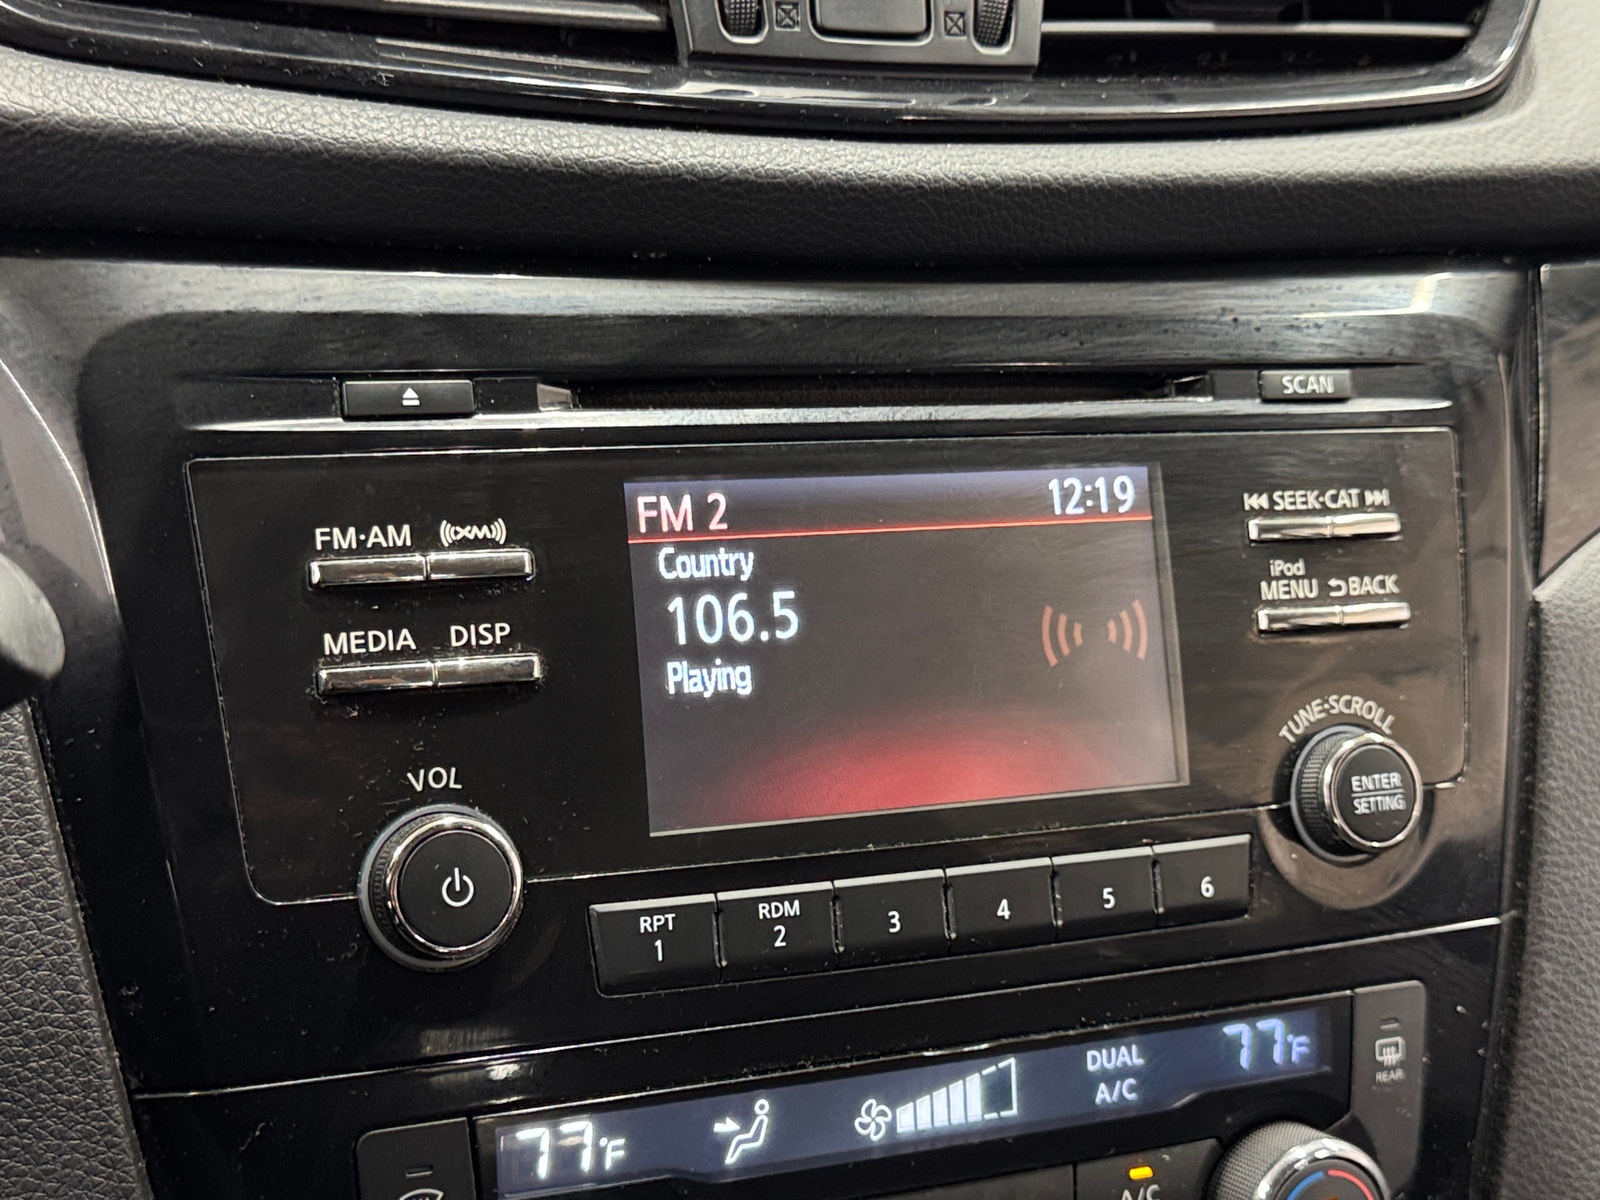 SCAN
FM·AM (((XM)))
MEDIA DISP
VOL
FM 2 12:19
Country
106.5
Playing
SEEK·CAT
iPod
MENU BACK
TUNE·SCROLL
ENTER
SETTING
RPT
1
RDM
2
3
4
5
6
77°F
DUAL
A/C
77°F
REAR
A/C